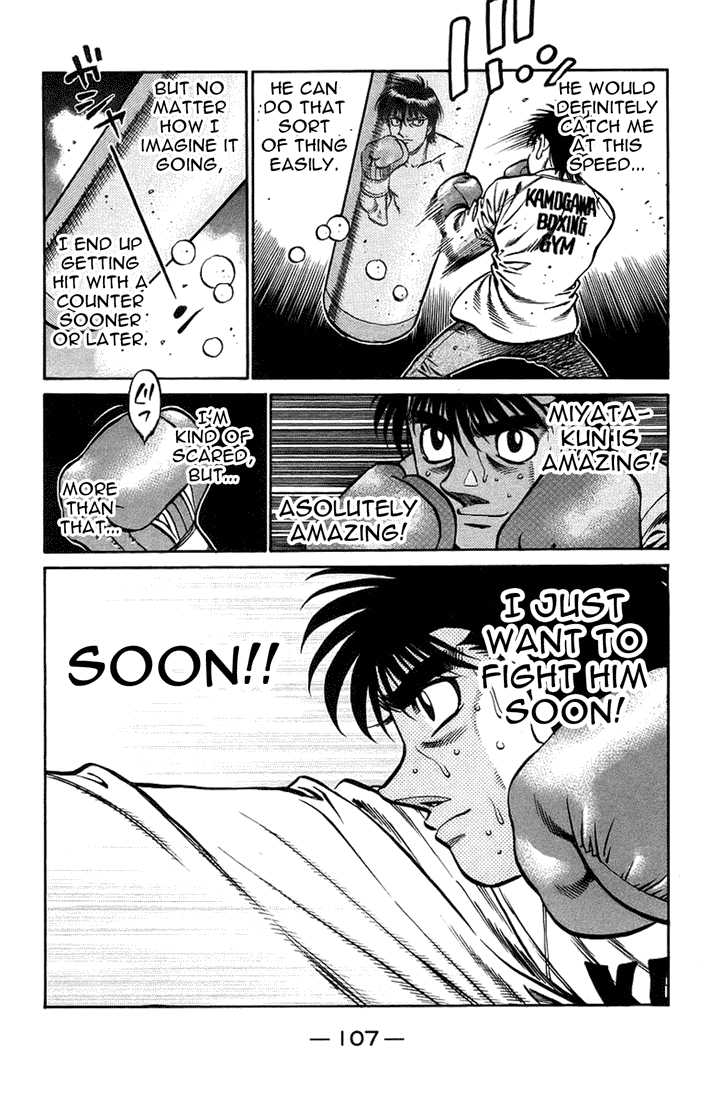 HE WOULD
DEFINITELY
CATCH ME
AT THIS
SPEED...
HE CAN
DO THAT
SORT
OF THING
EASILY.
KAMOGAWA
BOXING
GYM
BUT NO
MATTER
HOW I
IMAGINE IT
GOING,
I END UP
GETTING
HIT WITH A
COUNTER
SOONER
OR LATER.
MIYATA-
KUN IS
AMAZING!
ASOLUTELY
AMAZING!
I'M
KIND OF
SCARED,
BUT...
MORE
THAN
THAT...
I JUST
WANT TO
FIGHT HIM
SOON!
SOON!!
— 107 —